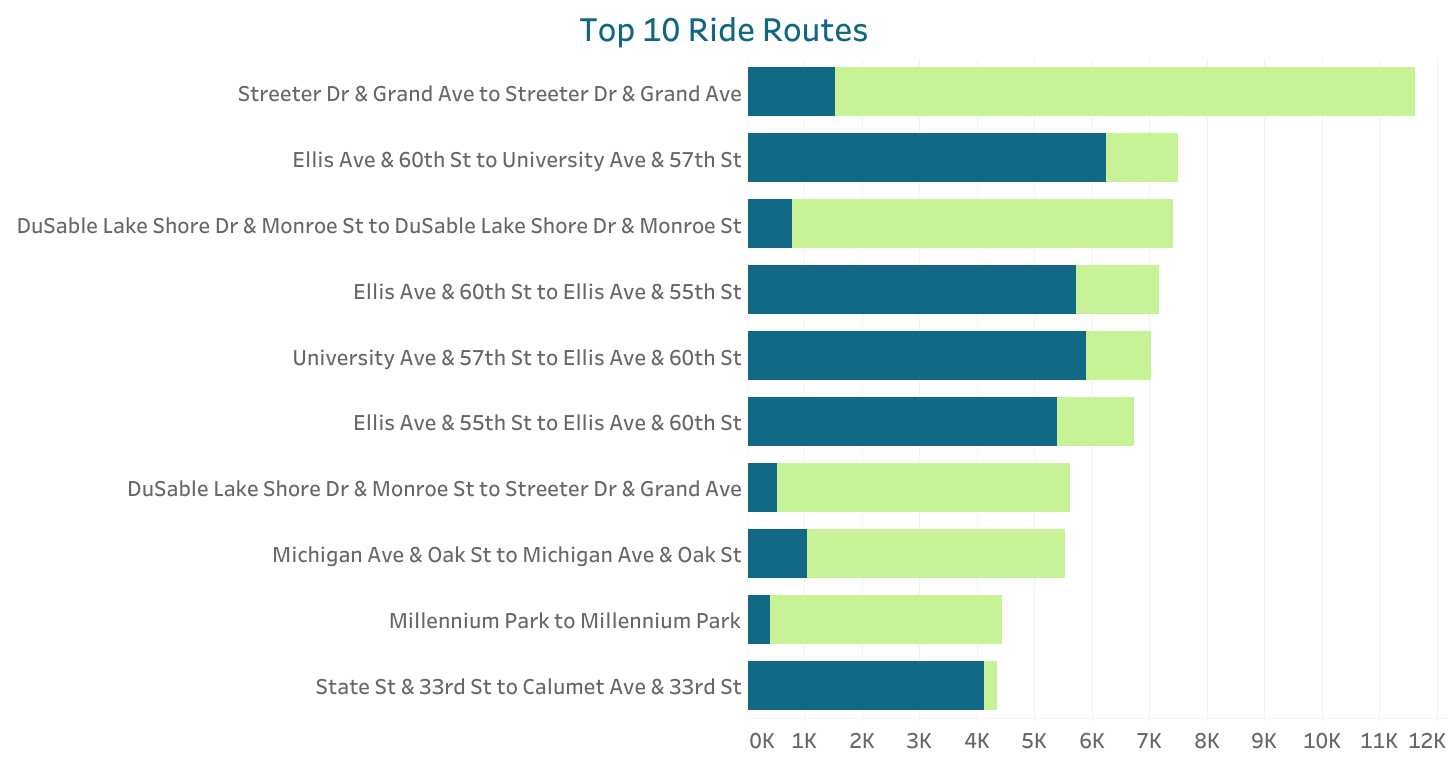 Top 10 Ride Routes
Streeter Dr & Grand Ave to Streeter Dr & Grand Ave
Ellis Ave & 60th St to University Ave & 57th St
DuSable Lake Shore Dr & Monroe St to DuSable Lake Shore Dr & Monroe St
Ellis Ave & 60th St to Ellis Ave & 55th St
University Ave & 57th St to Ellis Ave & 60th St
Ellis Ave & 55th St to Ellis Ave & 60th St
DuSable Lake Shore Dr & Monroe St to Streeter Dr & Grand Ave
Michigan Ave & Oak St to Michigan Ave & Oak St
Millennium Park to Millennium Park
State St & 33rd St to Calumet Ave & 33rd St
0K 1K 2K 3K 4K 5K 6K 7K 8K 9K 10K 11K 12K